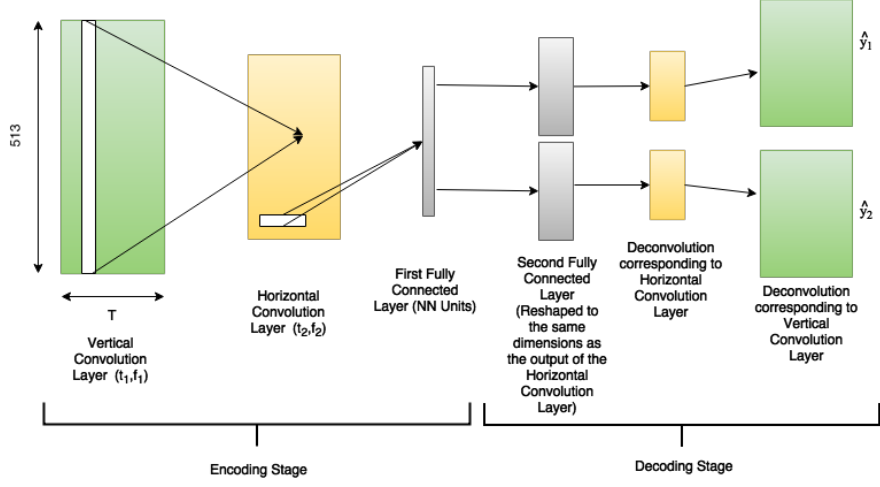 513
T
Vertical
Convolution
Layer (t₁,f₁)
Horizontal
Convolution
Layer (t₂,f₂)
First Fully
Connected
Layer (NN Units)
Second Fully
Connected
Layer
(Reshaped to
the same
dimensions as
the output of the
Horizontal
Convolution
Layer)
Deconvolution
corresponding to
Horizontal
Convolution
Layer
ŷ₁
ŷ₂
Deconvolution
corresponding to
Vertical
Convolution
Layer
Encoding Stage
Decoding Stage